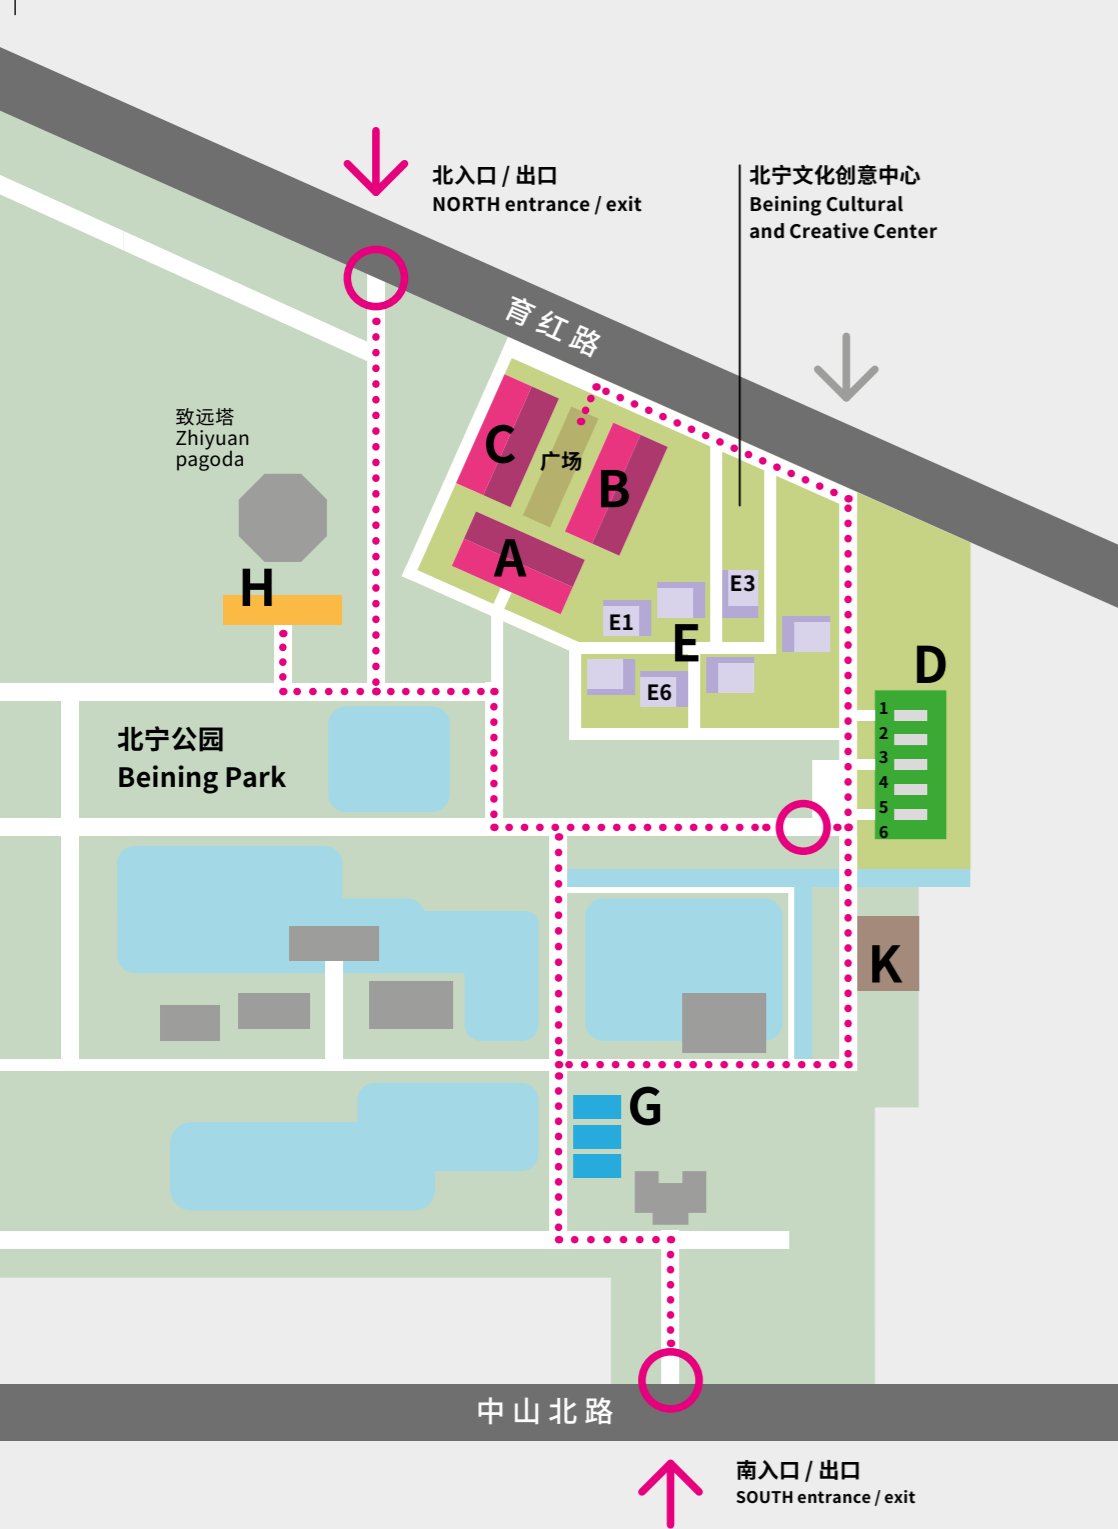 北入口 / 出口
NORTH entrance / exit
北宁文化创意中心
Beining Cultural
and Creative Center
育红路
致远塔
Zhiyuan
pagoda
C
广场
B
A
H
E3
E1
E
E6
D
1
2
3
4
5
6
北宁公园
Beining Park
K
G
中山北路
南入口 / 出口
SOUTH entrance / exit